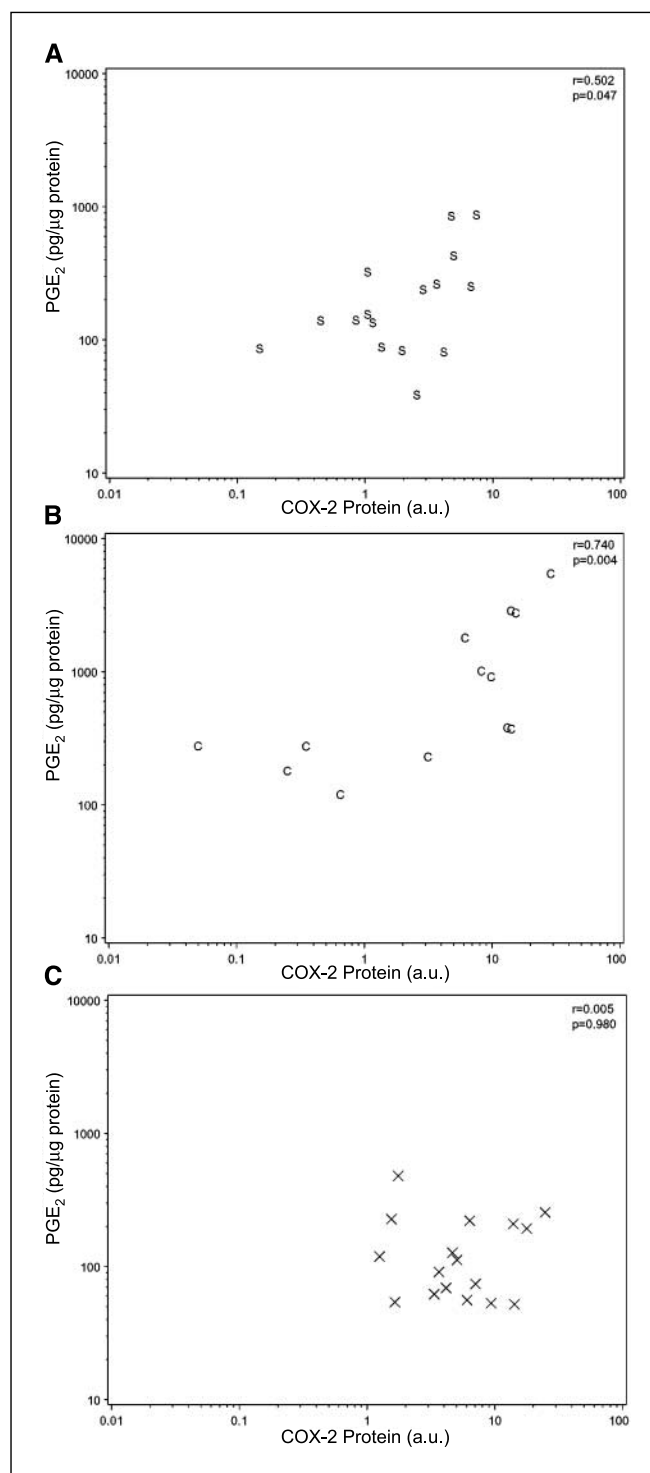 A
r=0.502
p=0.047
10000
1000
100
10
PGE₂ (pg/μg protein)
S S S S S S S S S S S S S S S S
0.01 0.1 1 10 100
COX-2 Protein (a.u.)
B
r=0.740
p=0.004
10000
1000
100
10
PGE₂ (pg/μg protein)
C C C C C C C C C C C C C
0.01 0.1 1 10 100
COX-2 Protein (a.u.)
C
r=0.005
p=0.980
10000
1000
100
10
PGE₂ (pg/μg protein)
0.01 0.1 1 10 100
COX-2 Protein (a.u.)